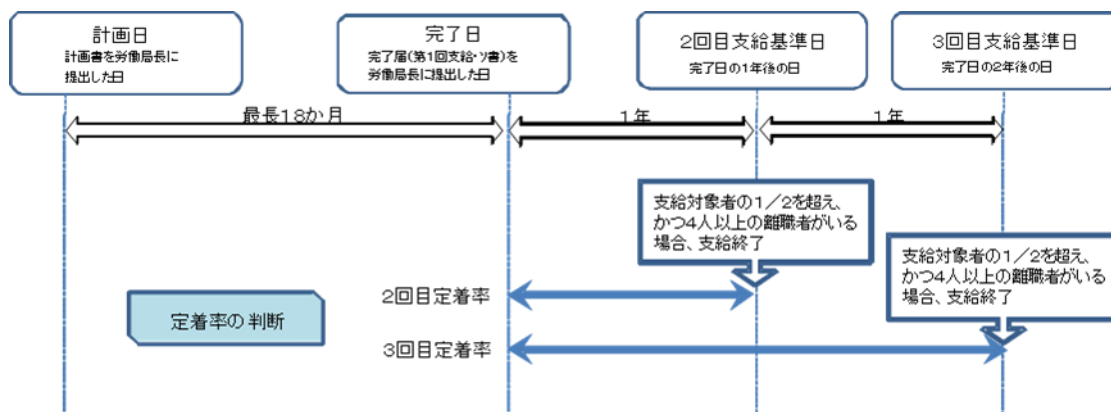 計画日
計画書を労働局長に
提出した日
完了日
完了届(第1回支給・ソ書)を
労働局長に提出した日
2回目支給基準日
完了日の1年後の日
3回目支給基準日
完了日の2年後の日
最長18か月
1年
1年
支給対象者の1/2を超え、
かつ4人以上の離職者がいる
場合、支給終了
支給対象者の1/2を超え、
かつ4人以上の離職者がいる
場合、支給終了
2回目定着率
定着率の判断
3回目定着率